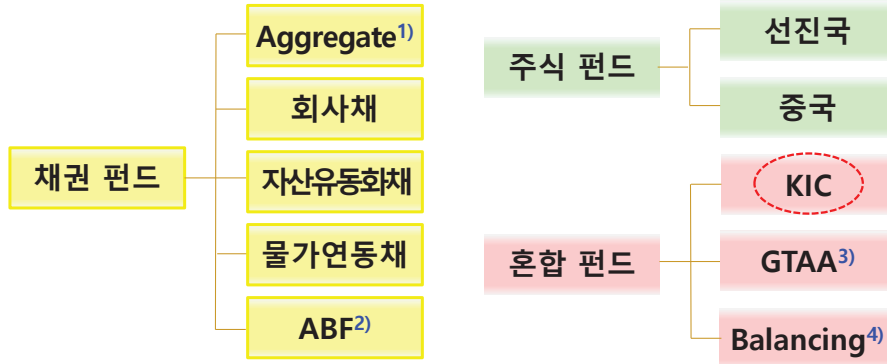 채권 펀드
Aggregate1)
회사채
자산유동화채
물가연동채
ABF2)
주식 펀드
선진국
중국
혼합 펀드
KIC
GTAA3)
Balancing4)